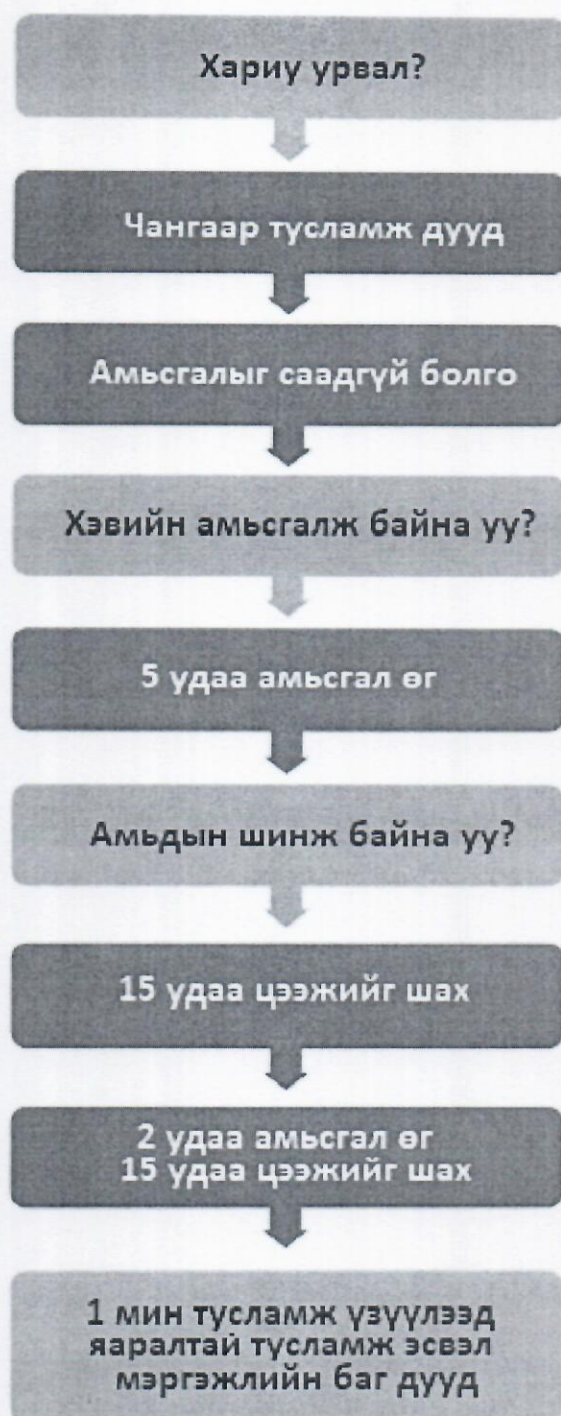 Хариу урвал?
Чангаар тусламж дууд
Амьсгалыг саадгүй болго
Хэвийн амьсгалж байна уу?
5 удаа амьсгал өг
Амьдын шинж байна уу?
15 удаа цээжийг шах
2 удаа амьсгал өг
15 удаа цээжийг шах
1 мин тусламж үзүүлээд
яаралтай тусламж эсвэл
мэргэжлийн баг дууд